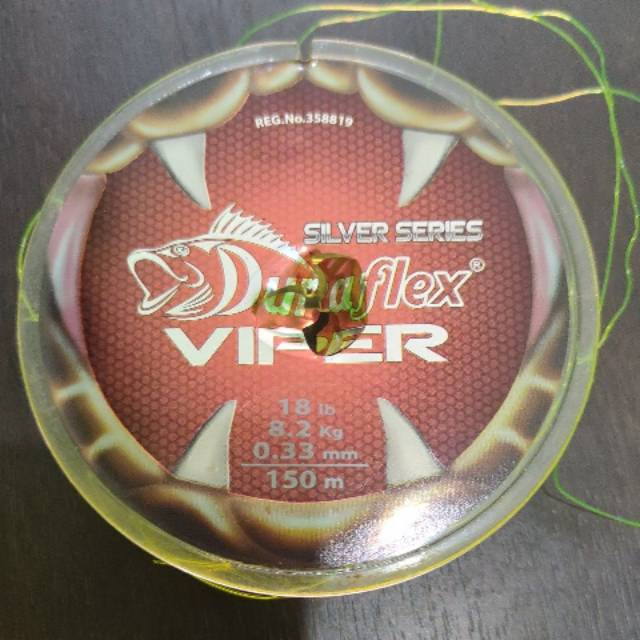 REG.No.358819
SILVER SERIES
Duraflex®
VIPER
18 lb
8.2 Kg
0.33 mm
150 m